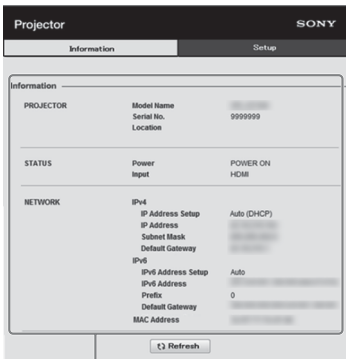 Projector SONY
Information Setup
Information
PROJECTOR Model Name
Serial No. 9999999
Location
STATUS Power POWER ON
Input HDMI
NETWORK IPv4
IP Address Setup Auto (DHCP)
IP Address
Subnet Mask
Default Gateway
IPv6
IPv6 Address Setup Auto
IPv6 Address
Prefix 0
Default Gateway
MAC Address
Refresh